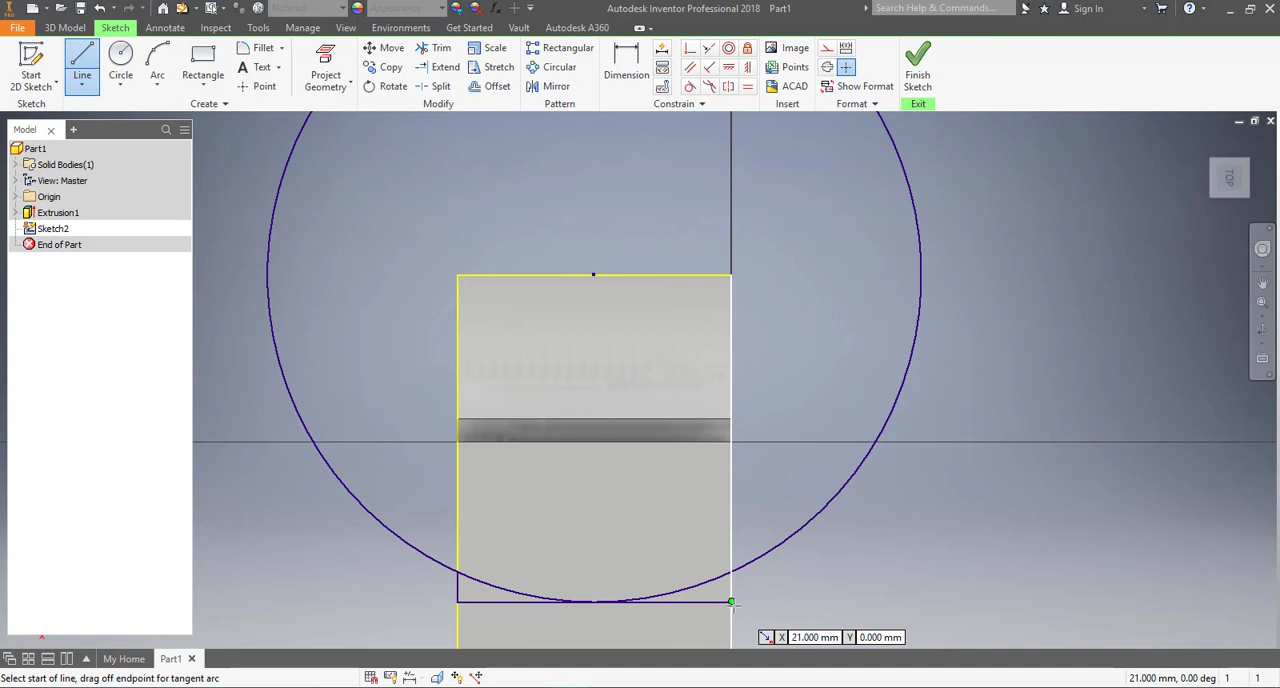 PRO
Material
Appearance
Autodesk Inventor Professional 2018 Part1
Search Help & Commands...
Sign In
File 3D Model Sketch Annotate Inspect Tools Manage View Environments Get Started Vault Autodesk A360
Start 2D Sketch
Line
Circle
Arc
Rectangle
Fillet
Text
Point
Project Geometry
Move
Copy
Rotate
Trim
Extend
Split
Scale
Stretch
Offset
Rectangular
Circular
Mirror
Dimension
Image
Points
ACAD
Show Format
Finish Sketch
Sketch Create Modify Pattern Constrain Insert Format Exit
Model
Part1
Solid Bodies(1)
View: Master
Origin
Extrusion1
Sketch2
End of Part
TOP
X 21.000 mm Y 0.000 mm
My Home Part1
Select start of line, drag off endpoint for tangent arc
21.000 mm, 0.00 deg 1 1